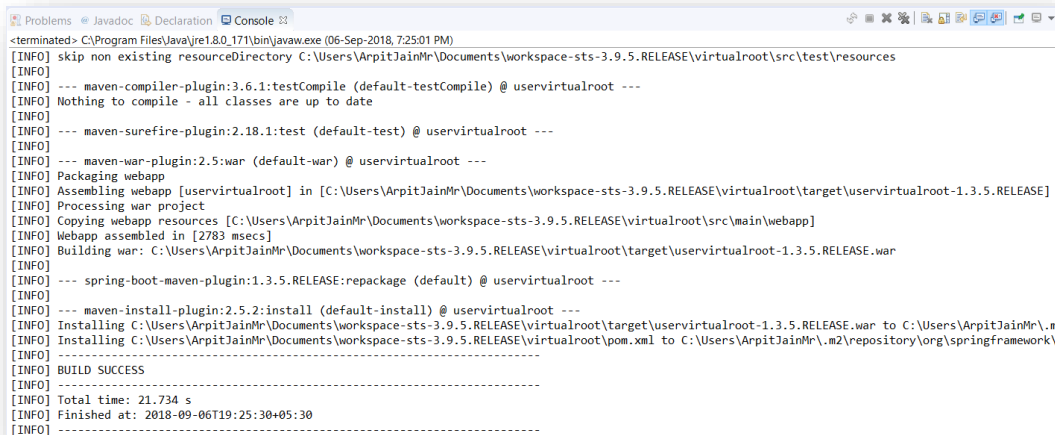 Problems @ Javadoc Declaration Console
<terminated> C:\Program Files\Java\jre1.8.0_171\bin\javaw.exe (06-Sep-2018, 7:25:01 PM)
[INFO] skip non existing resourceDirectory C:\Users\ArpitJainMr\Documents\workspace-sts-3.9.5.RELEASE\virtualroot\src\test\resources
[INFO]
[INFO] --- maven-compiler-plugin:3.6.1:testCompile (default-testCompile) @ uservirtualroot ---
[INFO] Nothing to compile - all classes are up to date
[INFO]
[INFO] --- maven-surefire-plugin:2.18.1:test (default-test) @ uservirtualroot ---
[INFO]
[INFO] --- maven-war-plugin:2.5:war (default-war) @ uservirtualroot ---
[INFO] Packaging webapp
[INFO] Assembling webapp [uservirtualroot] in [C:\Users\ArpitJainMr\Documents\workspace-sts-3.9.5.RELEASE\virtualroot\target\uservirtualroot-1.3.5.RELEASE]
[INFO] Processing war project
[INFO] Copying webapp resources [C:\Users\ArpitJainMr\Documents\workspace-sts-3.9.5.RELEASE\virtualroot\src\main\webapp]
[INFO] Webapp assembled in [2783 msecs]
[INFO] Building war: C:\Users\ArpitJainMr\Documents\workspace-sts-3.9.5.RELEASE\virtualroot\target\uservirtualroot-1.3.5.RELEASE.war
[INFO]
[INFO] --- spring-boot-maven-plugin:1.3.5.RELEASE:repackage (default) @ uservirtualroot ---
[INFO]
[INFO] --- maven-install-plugin:2.5.2:install (default-install) @ uservirtualroot ---
[INFO] Installing C:\Users\ArpitJainMr\Documents\workspace-sts-3.9.5.RELEASE\virtualroot\target\uservirtualroot-1.3.5.RELEASE.war to C:\Users\ArpitJainMr\.m
[INFO] Installing C:\Users\ArpitJainMr\Documents\workspace-sts-3.9.5.RELEASE\virtualroot\pom.xml to C:\Users\ArpitJainMr\.m2\repository\org\springframework\
[INFO] ------------------------------------------------------------------------
[INFO] BUILD SUCCESS
[INFO] ------------------------------------------------------------------------
[INFO] Total time: 21.734 s
[INFO] Finished at: 2018-09-06T19:25:30+05:30
[INFO] ------------------------------------------------------------------------